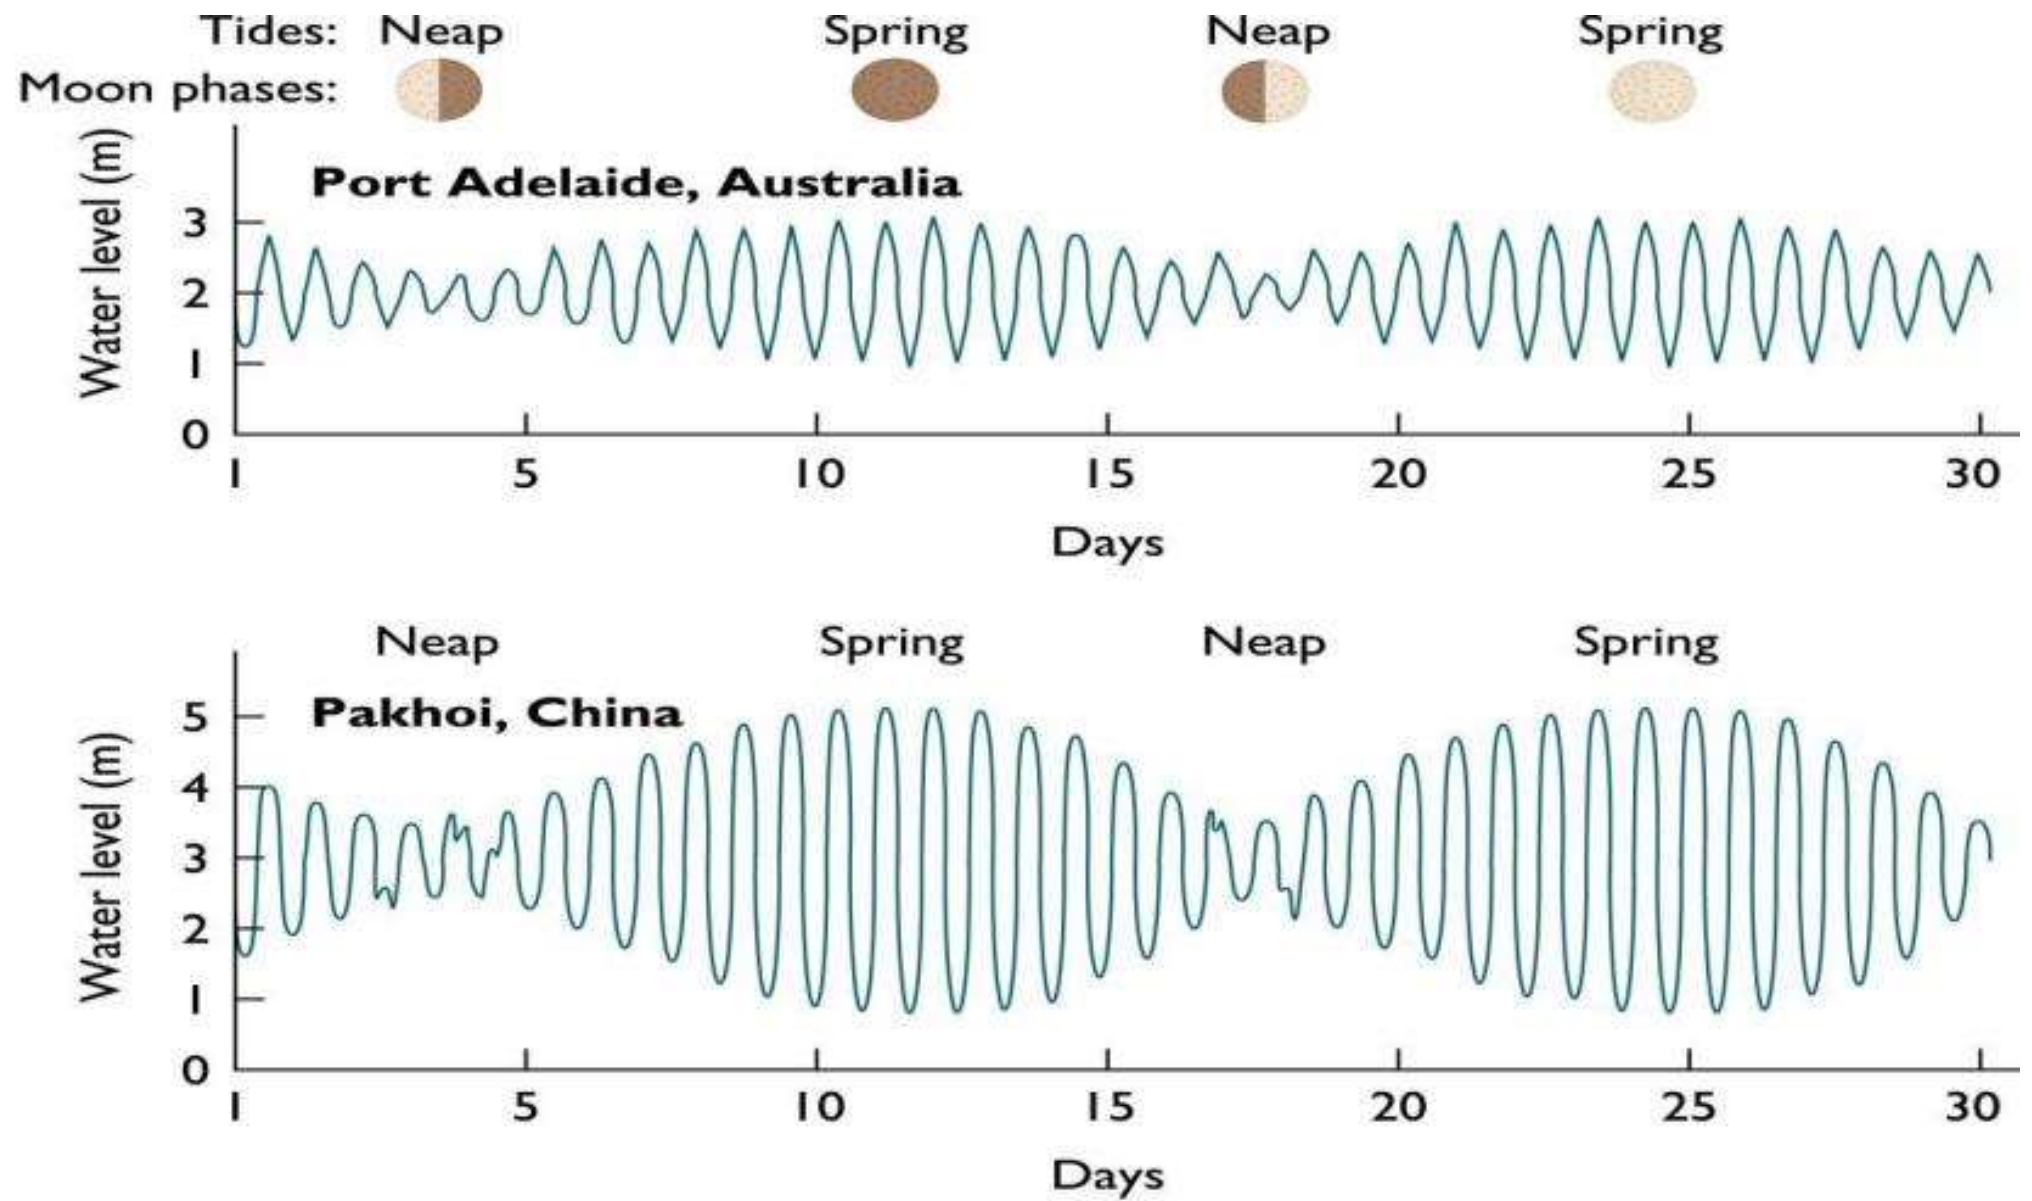 Tides: Neap Spring Neap Spring
Moon phases:
Port Adelaide, Australia
Water level (m)
3
2
1
0
1 5 10 15 20 25 30
Days
Neap Spring Neap Spring
Pakhoi, China
Water level (m)
5
4
3
2
1
0
1 5 10 15 20 25 30
Days